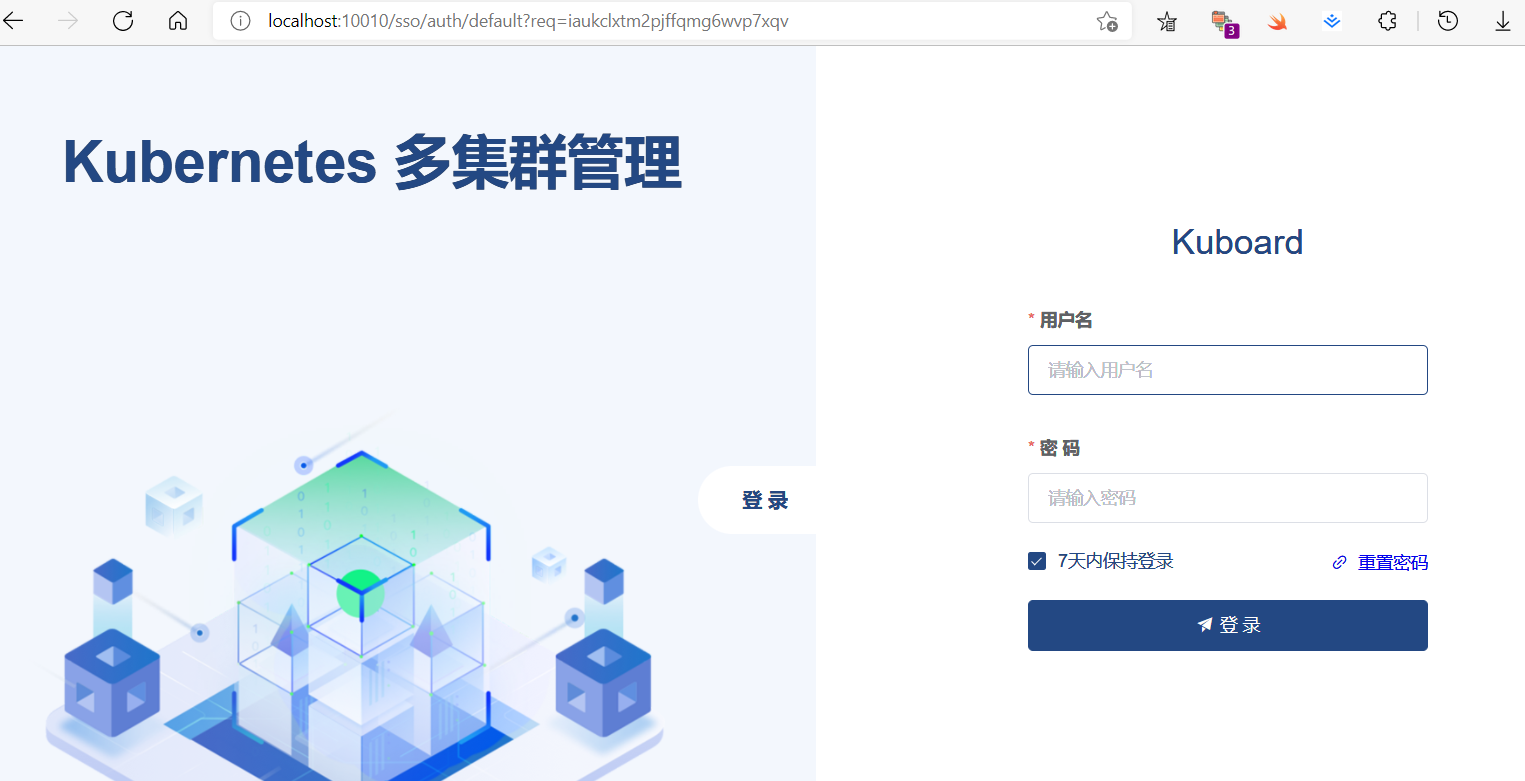 localhost:10010/sso/auth/default?req=iaukclxtm2pjffqmg6wvp7xqv
3
Kubernetes 多集群管理
登 录
Kuboard
* 用户名
请输入用户名
* 密 码
请输入密码
7天内保持登录 重置密码
登 录